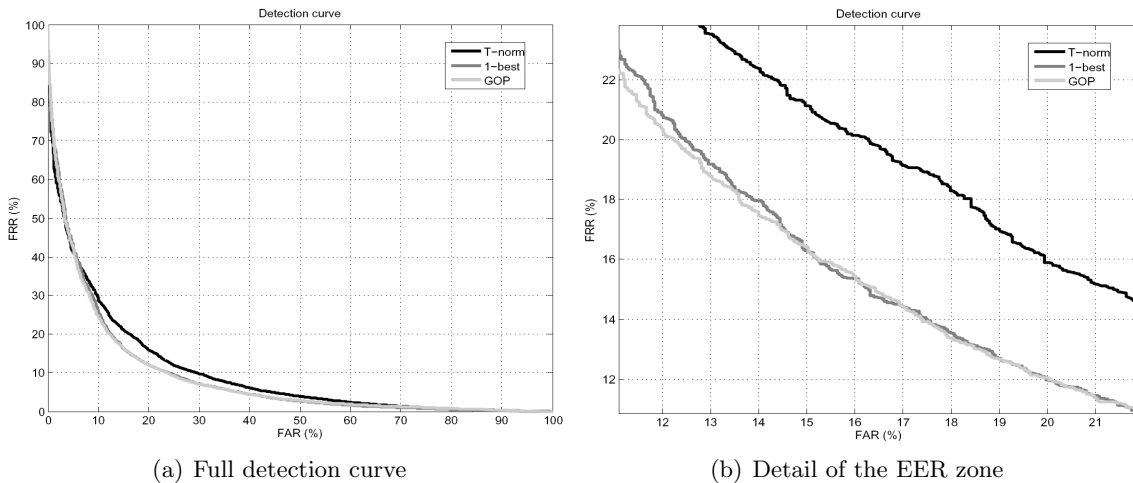 Detection curve
100
90
80
70
60
50
40
30
20
10
0
FRR (%)
0 10 20 30 40 50 60 70 80 90 100
FAR (%)
T-norm
1-best
GOP
(a) Full detection curve
Detection curve
22
20
18
16
14
12
FRR (%)
12 13 14 15 16 17 18 19 20 21
FAR (%)
T-norm
1-best
GOP
(b) Detail of the EER zone